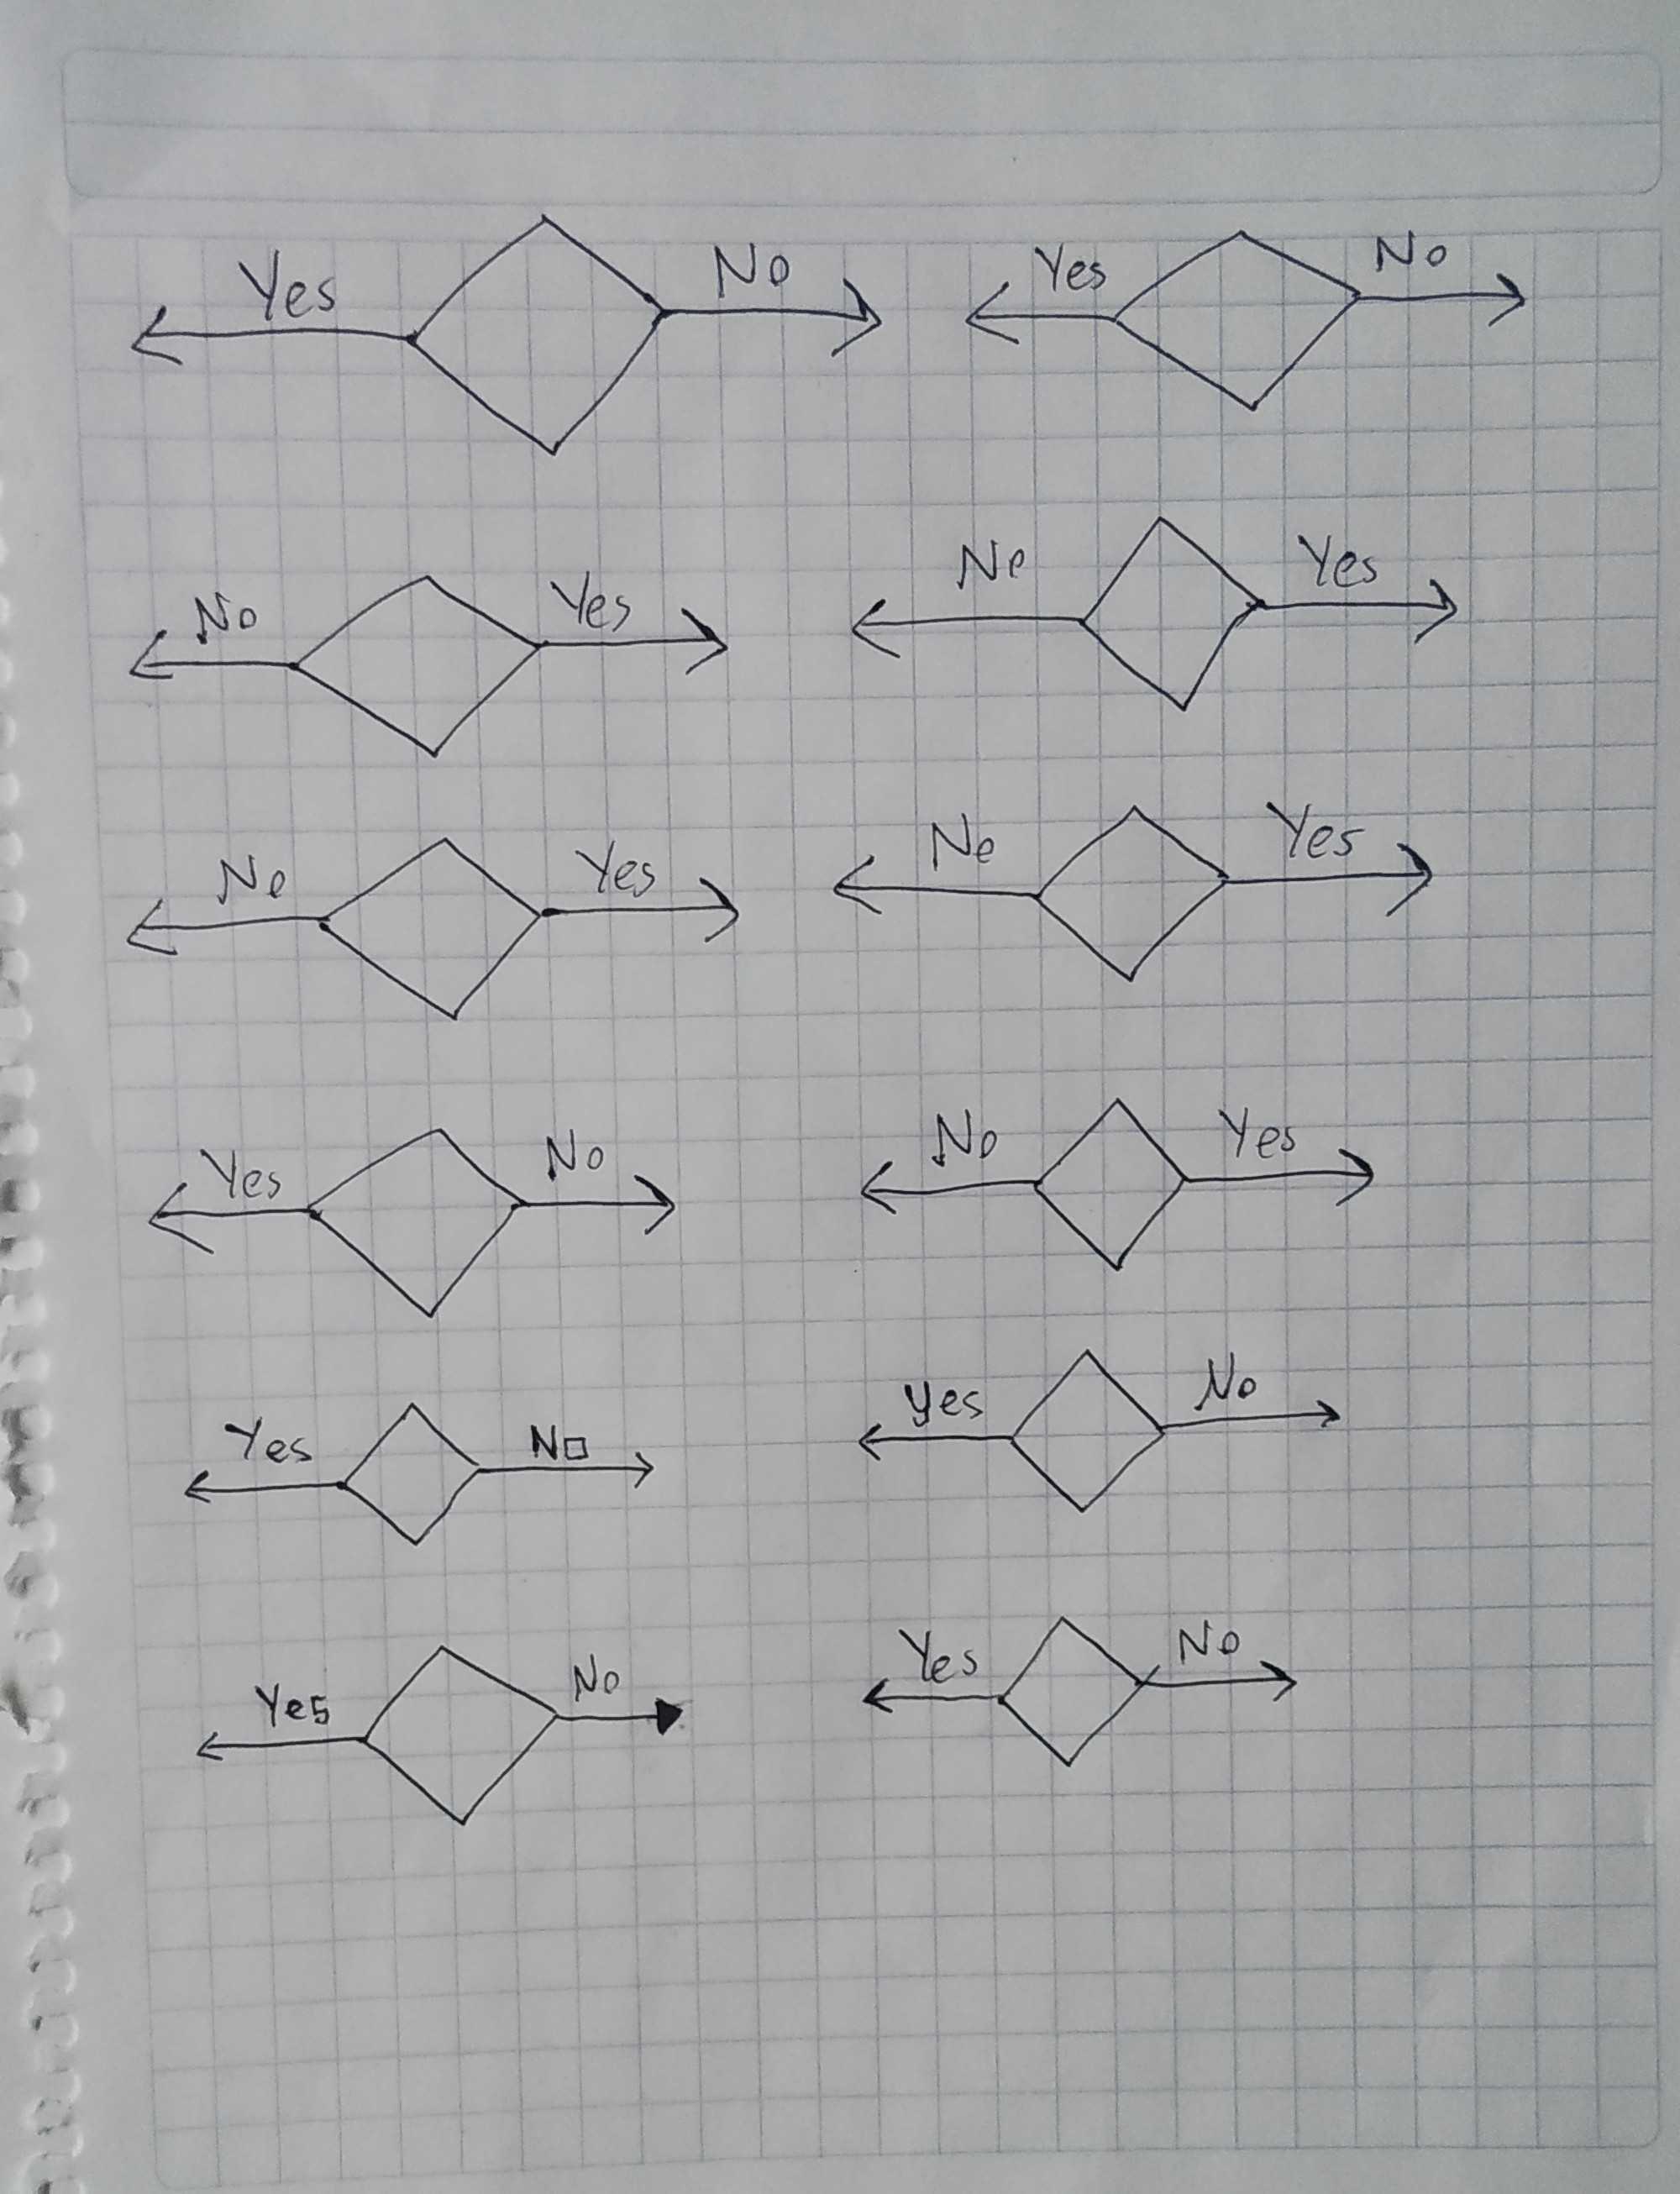 Yes No Yes No
No Yes No Yes
No Yes No Yes
Yes No No Yes
Yes No yes No
Yes No Yes No